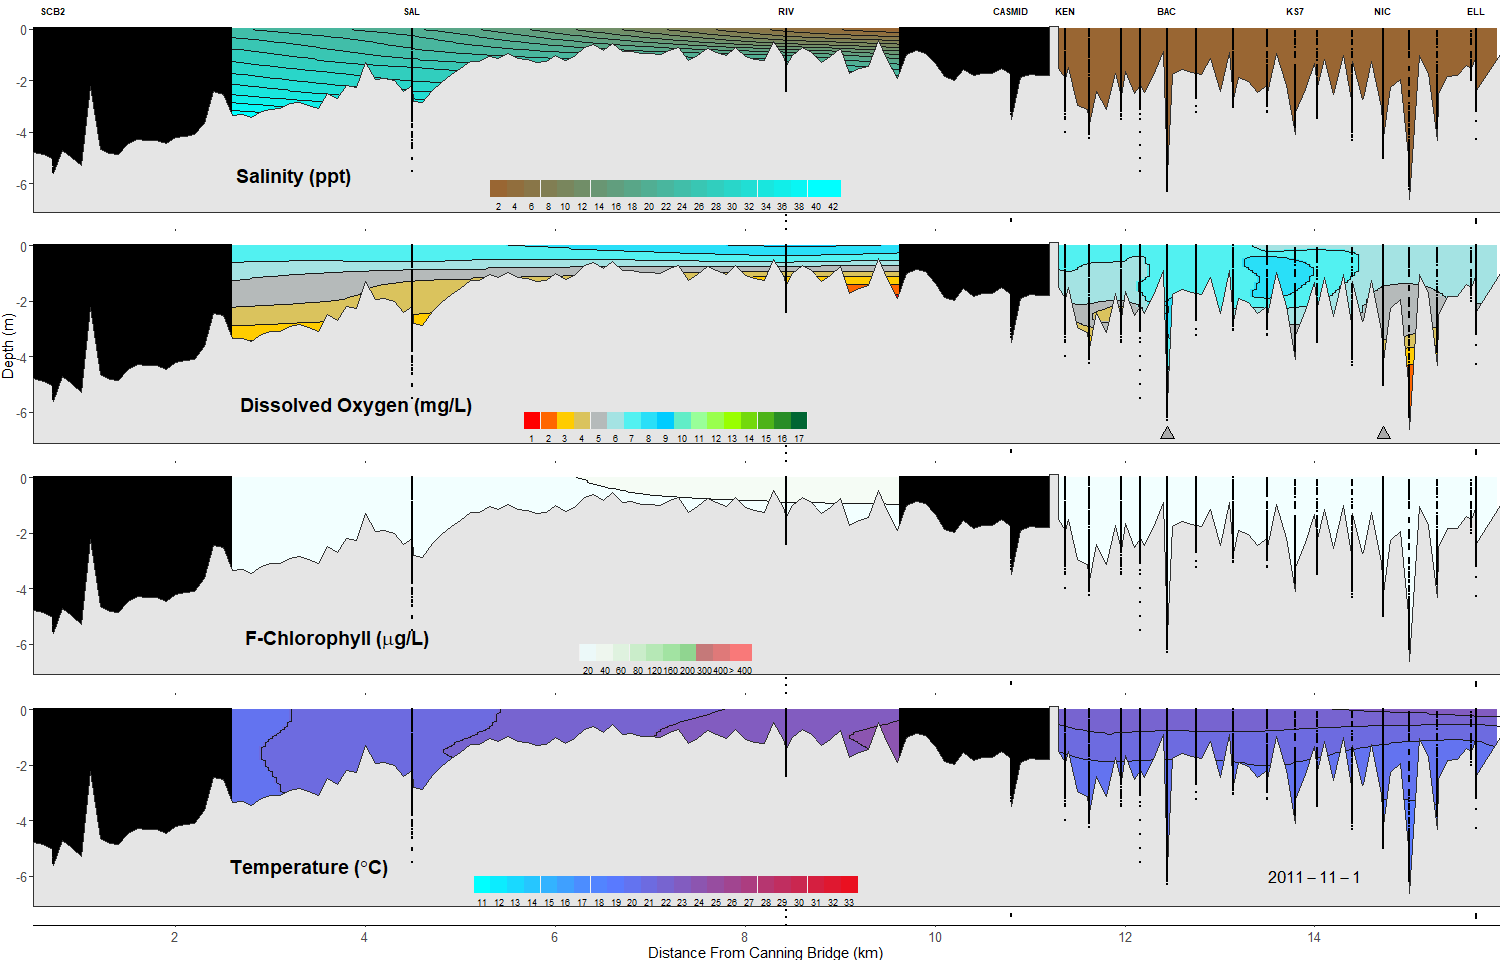 SCB2 SAL RIV CASMID KEN BAC KS7 NIC ELL
0
-2
-4
-6
Salinity (ppt)
2 4 6 8 10 12 14 16 18 20 22 24 26 28 30 32 34 36 38 40 42
0
-2
-4
-6
Depth (m)
Dissolved Oxygen (mg/L)
1 2 3 4 5 6 7 8 9 10 11 12 13 14 15 16 17
0
-2
-4
-6
F-Chlorophyll (µg/L)
20 40 60 80 120 160 200 300 400 > 400
0
-2
-4
-6
Temperature (°C)
11 12 13 14 15 16 17 18 19 20 21 22 23 24 25 26 27 28 29 30 31 32 33
2011 – 11 – 1
2 4 6 8 10 12 14
Distance From Canning Bridge (km)